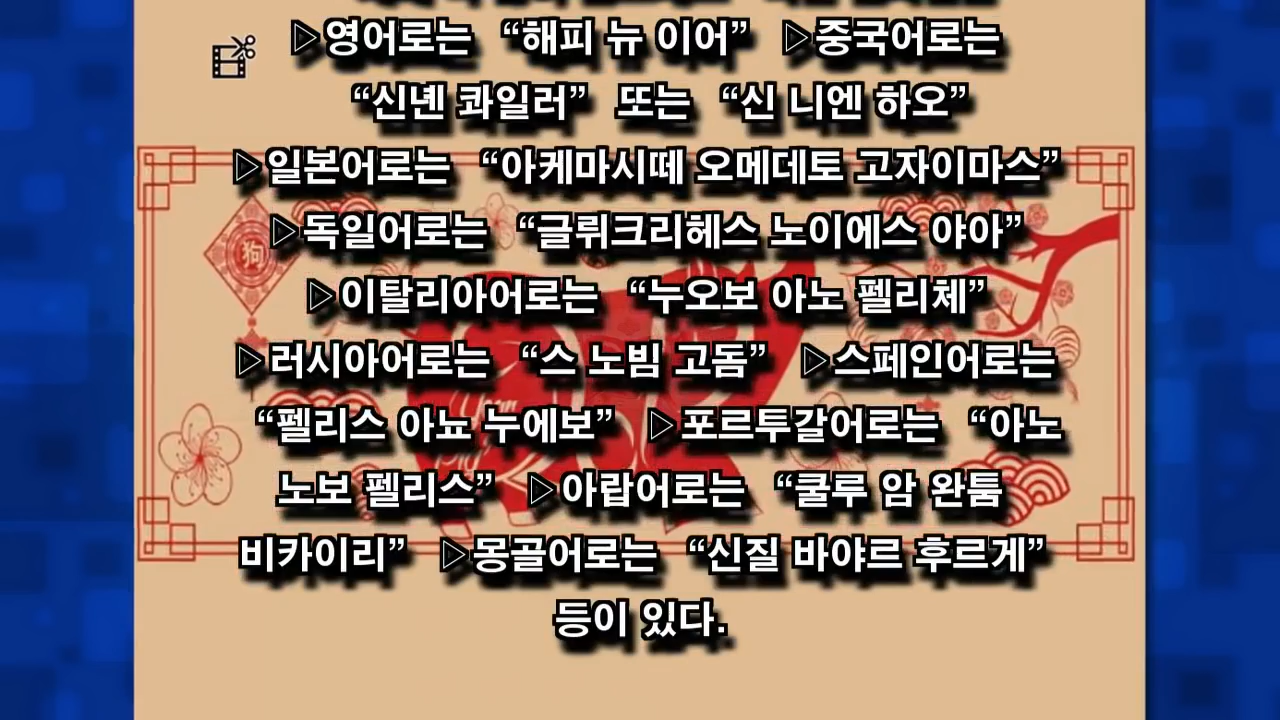 ▷영어로는 “해피 뉴 이어” ▷중국어로는
“신녠 콰일러” 또는 “신 니엔 하오”
▷일본어로는 “아케마시떼 오메데토 고자이마스”
▷독일어로는 “글뤼크리헤스 노이에스 야아”
▷이탈리아어로는 “누오보 아노 펠리체”
▷러시아어로는 “스 노빔 고돔” ▷스페인어로는
“펠리스 아뇨 누에보” ▷포르투갈어로는 “아노
노보 펠리스” ▷아랍어로는 “쿨루 암 완툼
비카이리” ▷몽골어로는 “신질 바야르 후르게”
등이 있다.
狗